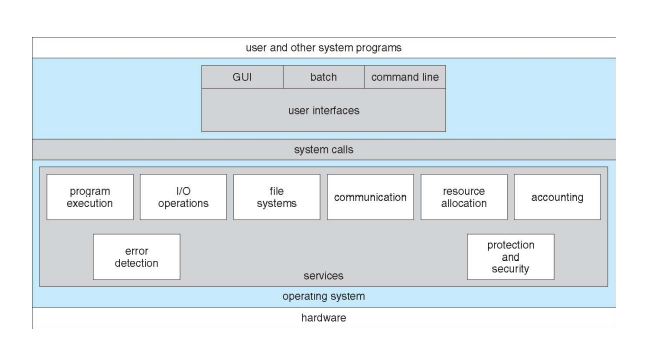 user and other system programs
GUI
batch
command line
user interfaces
system calls
program
execution
I/O
operations
file
systems
communication
resource
allocation
accounting
error
detection
protection
and
security
services
operating system
hardware